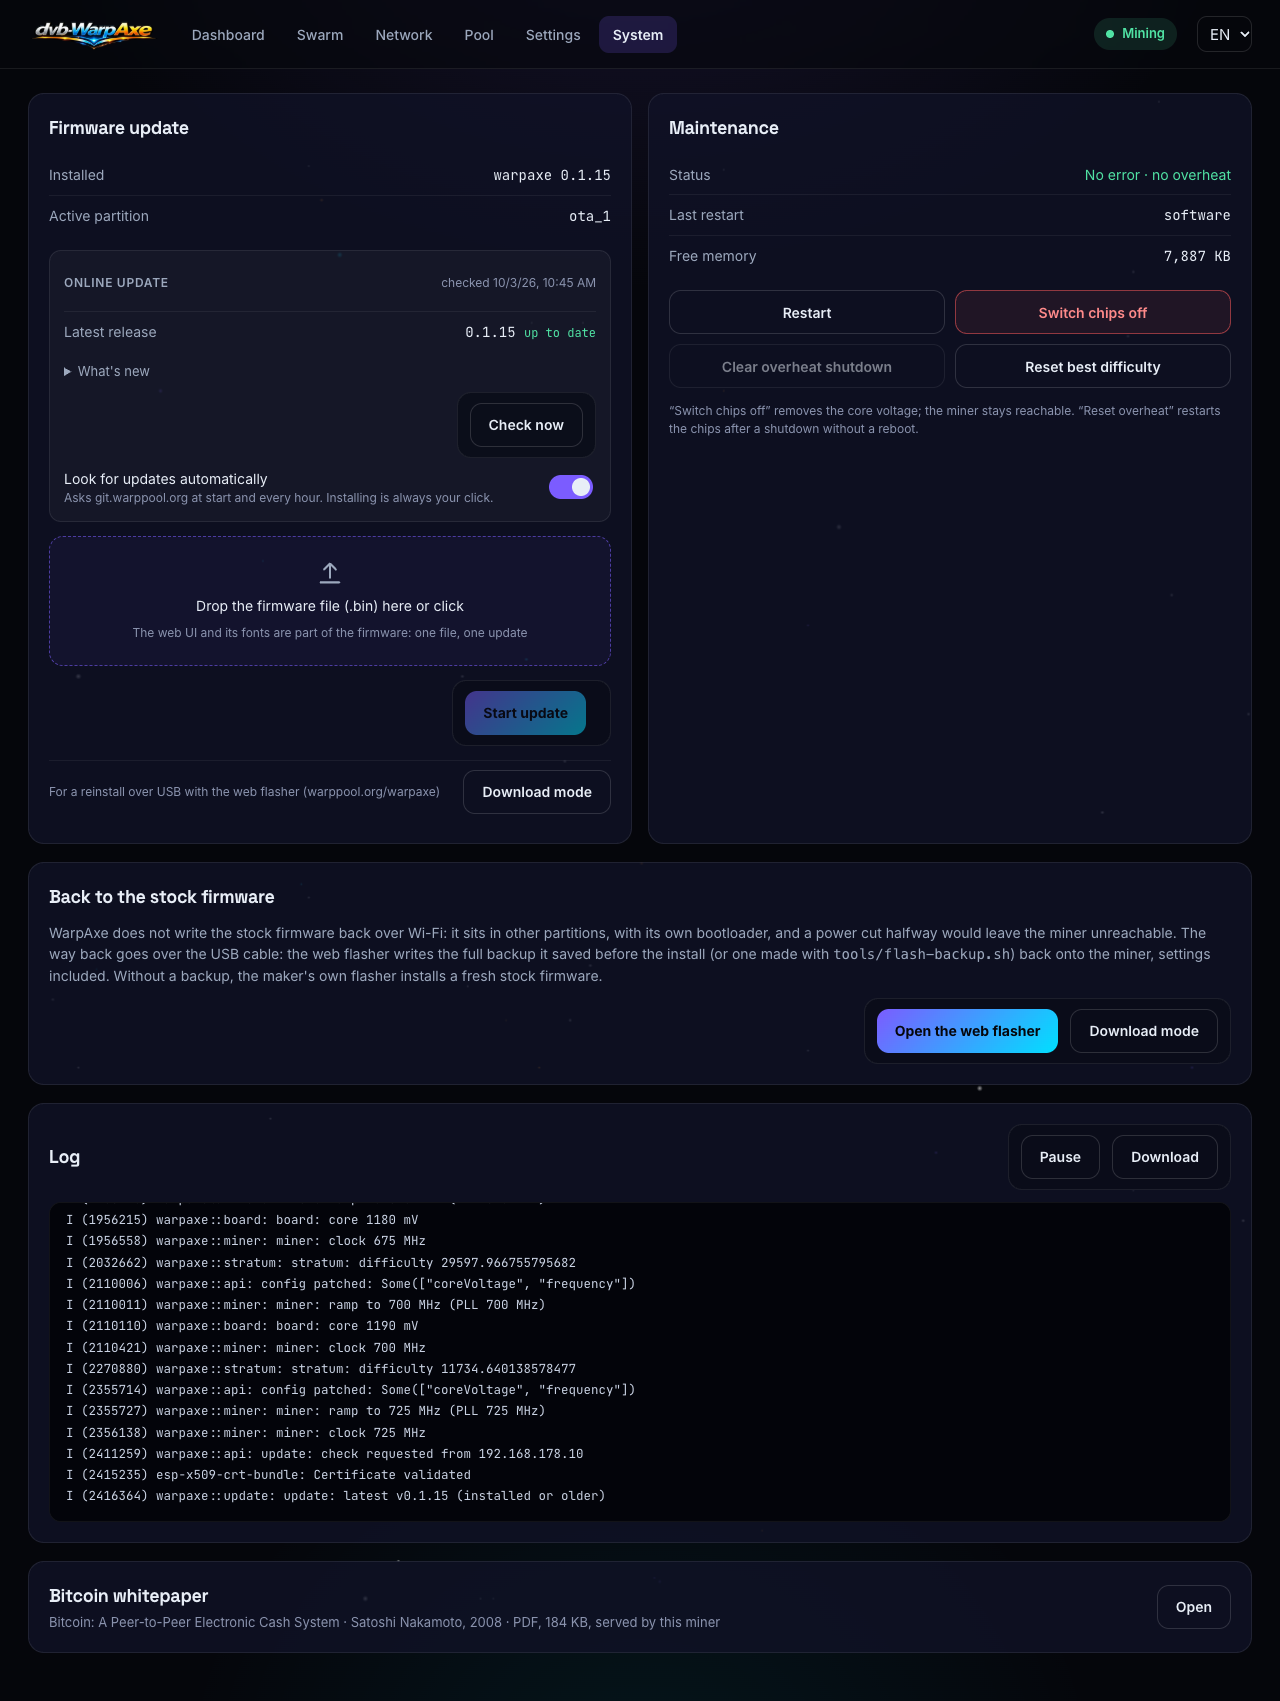 dvb-WarpAxe
Dashboard
Swarm
Network
Pool
Settings
System
Mining
EN
Firmware update
Installed
warpaxe 0.1.15
Active partition
ota_1
ONLINE UPDATE
checked 10/3/26, 10:45 AM
Latest release
0.1.15 up to date
What's new
Check now
Look for updates automatically
Asks git.warppool.org at start and every hour. Installing is always your click.
Drop the firmware file (.bin) here or click
The web UI and its fonts are part of the firmware: one file, one update
Start update
For a reinstall over USB with the web flasher (warppool.org/warpaxe)
Download mode
Maintenance
Status
No error · no overheat
Last restart
software
Free memory
7,887 KB
Restart
Switch chips off
Clear overheat shutdown
Reset best difficulty
“Switch chips off” removes the core voltage; the miner stays reachable. “Reset overheat” restarts
the chips after a shutdown without a reboot.
Back to the stock firmware
WarpAxe does not write the stock firmware back over Wi-Fi: it sits in other partitions, with its own bootloader, and a power cut halfway would leave the miner unreachable. The
way back goes over the USB cable: the web flasher writes the full backup it saved before the install (or one made with tools/flash-backup.sh) back onto the miner, settings
included. Without a backup, the maker's own flasher installs a fresh stock firmware.
Open the web flasher
Download mode
Log
Pause
Download
I (1956215) warpaxe::board: board: core 1180 mV
I (1956558) warpaxe::miner: miner: clock 675 MHz
I (2032662) warpaxe::stratum: stratum: difficulty 29597.966755795682
I (2110006) warpaxe::api: config patched: Some(["coreVoltage", "frequency"])
I (2110011) warpaxe::miner: miner: ramp to 700 MHz (PLL 700 MHz)
I (2110110) warpaxe::board: board: core 1190 mV
I (2110421) warpaxe::miner: miner: clock 700 MHz
I (2270880) warpaxe::stratum: stratum: difficulty 11734.640138578477
I (2355714) warpaxe::api: config patched: Some(["coreVoltage", "frequency"])
I (2355727) warpaxe::miner: miner: ramp to 725 MHz (PLL 725 MHz)
I (2356138) warpaxe::miner: miner: clock 725 MHz
I (2411259) warpaxe::api: update: check requested from 192.168.178.10
I (2415235) esp-x509-crt-bundle: Certificate validated
I (2416364) warpaxe::update: update: latest v0.1.15 (installed or older)
Bitcoin whitepaper
Bitcoin: A Peer-to-Peer Electronic Cash System · Satoshi Nakamoto, 2008 · PDF, 184 KB, served by this miner
Open